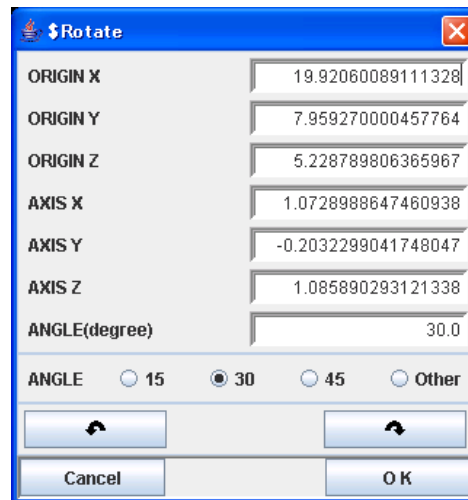 $Rotate
ORIGIN X 19.92060089111328
ORIGIN Y 7.959270000457764
ORIGIN Z 5.228789806365967
AXIS X 1.0728988647460938
AXIS Y -0.2032299041748047
AXIS Z 1.085890293121338
ANGLE(degree) 30.0
ANGLE 15 30 45 Other
Cancel OK